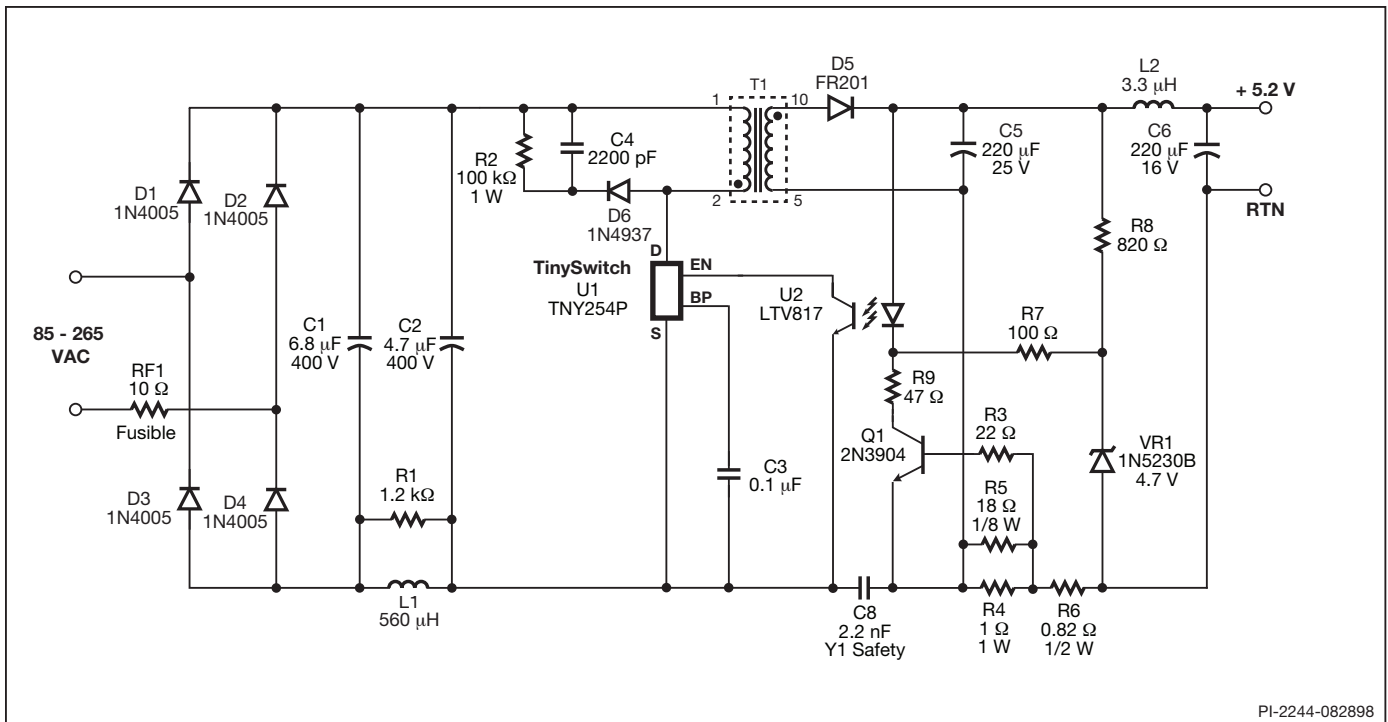 D5
FR201
L2
3.3 µH
+ 5.2 V
T1
1
10
2
5
R2
100 kΩ
1 W
C4
2200 pF
C5
220 µF
25 V
C6
220 µF
16 V
RTN
D1
1N4005
D2
1N4005
D6
1N4937
R8
820 Ω
D
TinySwitch
U1
TNY254P
EN
BP
S
U2
LTV817
R7
100 Ω
85 - 265
VAC
C1
6.8 µF
400 V
C2
4.7 µF
400 V
RF1
10 Ω
Fusible
R9
47 Ω
Q1
2N3904
R3
22 Ω
VR1
1N5230B
4.7 V
D3
1N4005
D4
1N4005
R1
1.2 kΩ
C3
0.1 µF
R5
18 Ω
1/8 W
L1
560 µH
C8
2.2 nF
Y1 Safety
R4
1 Ω
1 W
R6
0.82 Ω
1/2 W
PI-2244-082898